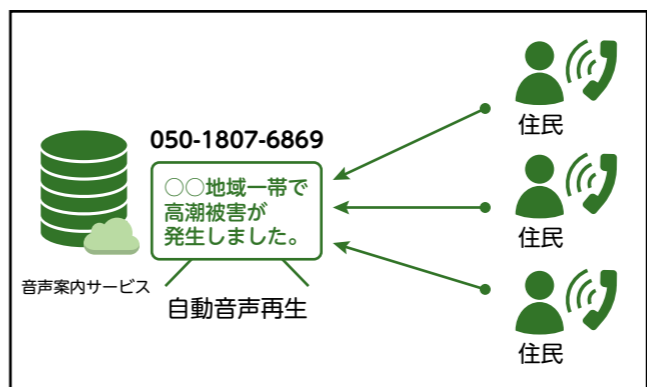 050-1807-6869
○○地域一帯で
高潮被害が
発生しました。
音声案内サービス
自動音声再生
住民
住民
住民